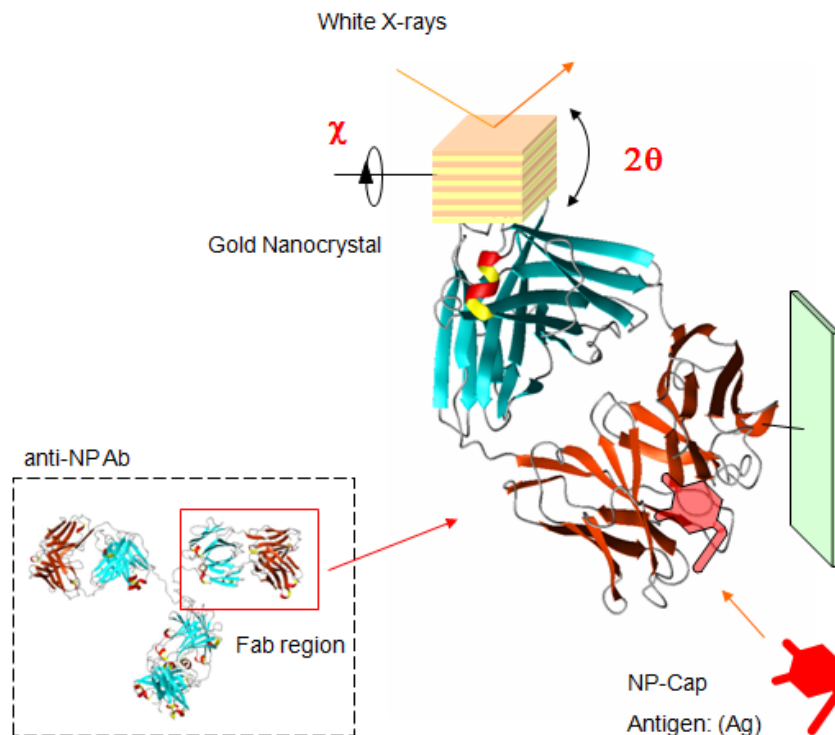 White X-rays
χ
2θ
Gold Nanocrystal
anti-NP Ab
Fab region
NP-Cap
Antigen: (Ag)